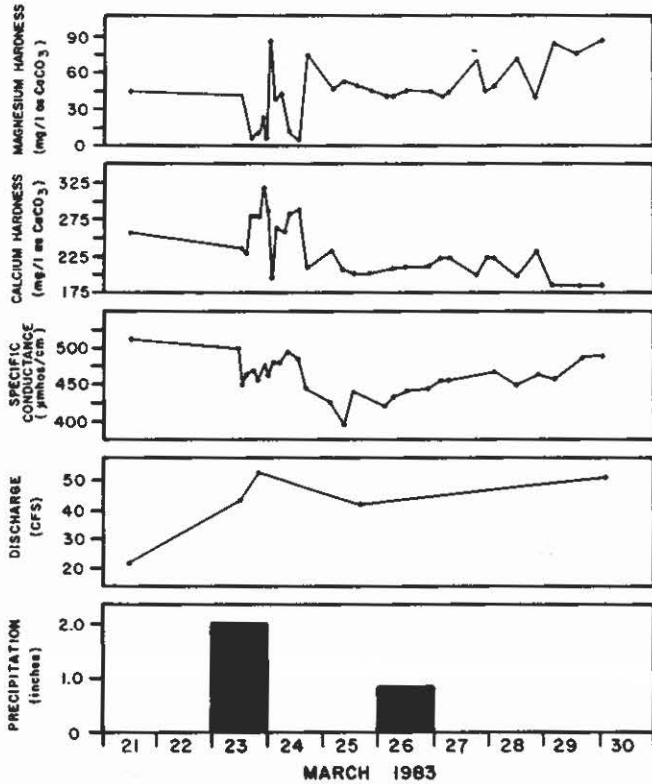 MAGNESIUM HARDNESS
(mg/l as CaCO3)
90
60
30
0
CALCIUM HARDNESS
(mg/l as CaCO3)
325
275
225
175
SPECIFIC
CONDUCTANCE
(µmhos/cm)
500
450
400
DISCHARGE
(CFS)
50
40
30
20
PRECIPITATION
(inches)
2.0
1.0
0
21 22 23 24 25 26 27 28 29 30
MARCH 1983